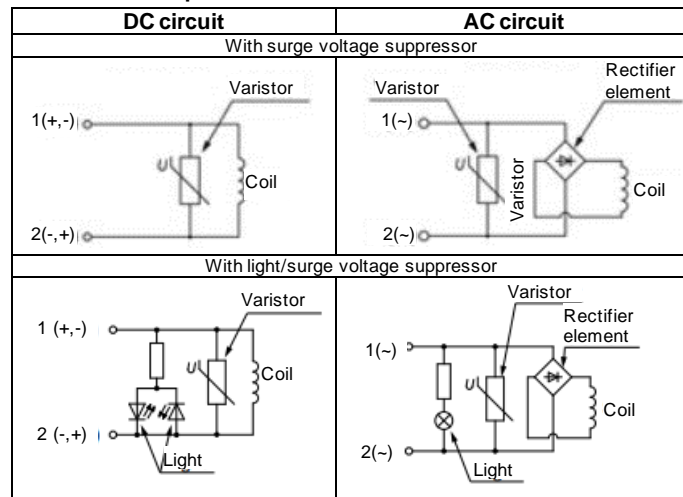 DC circuit
AC circuit
With surge voltage suppressor
Varistor
1(+,-)
U
Coil
2(-,+)
Rectifier
element
Varistor
1(~)
U
Varistor
Coil
2(~)
With light/surge voltage suppressor
Varistor
1 (+,-)
U
Coil
2 (-,+)
Light
Varistor
Rectifier
element
1(~)
U
Coil
2(~)
Light